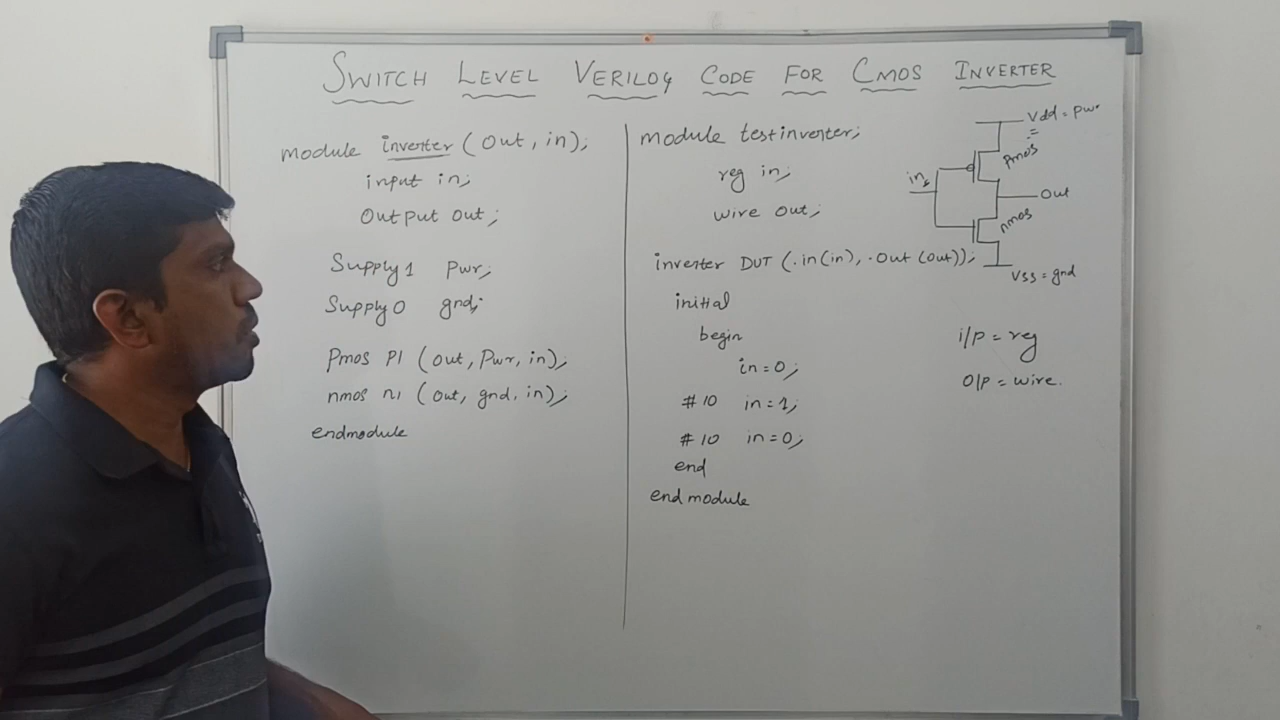 SWITCH LEVEL VERILOG CODE FOR CMOS INVERTER
module inverter (out, in);
input in;
Output out;
Supply1 pwr;
Supply0 gnd;
Pmos P1 (out, Pwr, in);
nmos n1 (out, gnd, in);
endmodule
module testinverter;
reg in;
wire out;
inverter DUT (.in(in), .out(out));
initial
begin
in=0;
#10 in=1;
#10 in=0;
end
endmodule
Vdd = pwr
=
Pmos
in
Out
nmos
Vss = gnd
i/p = reg
O/p = wire.